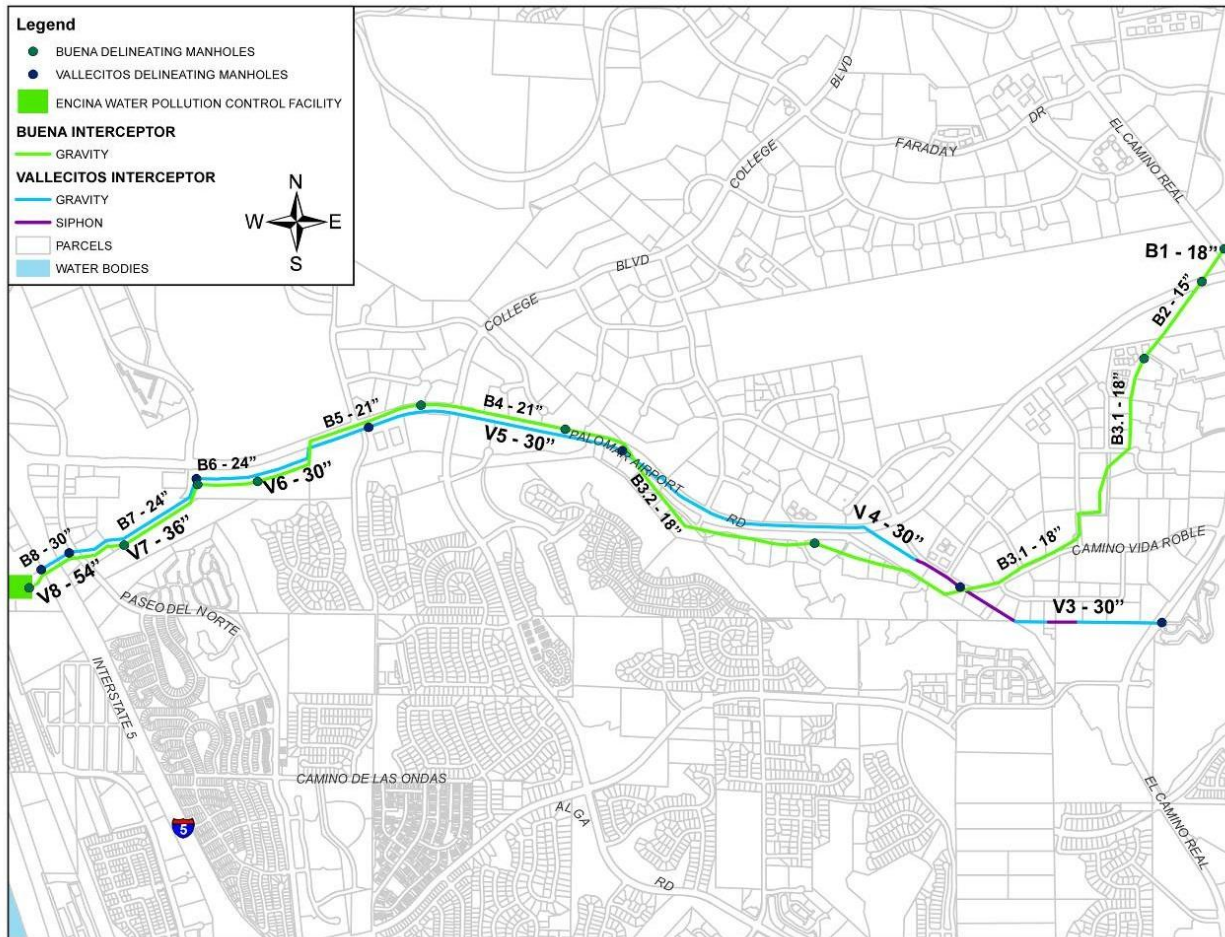 Legend
BUENA DELINEATING MANHOLES
VALLECITOS DELINEATING MANHOLES
ENCINA WATER POLLUTION CONTROL FACILITY
BUENA INTERCEPTOR
GRAVITY
VALLECITOS INTERCEPTOR
GRAVITY
SIPHON
PARCELS
WATER BODIES
N
W E
S
BLVD
COLLEGE
FARADAY
DR
EL CAMINO REAL
COLLEGE
BLVD
B1 - 18”
B2 - 15”
B3.1 - 18”
B4 - 21”
B5 - 21”
V5 - 30”
PALOMAR AIRPORT
RD
B3.2 - 18”
B6 - 24”
V6 - 30”
B7 - 24”
V7 - 36”
B8 - 30”
V8 - 54”
V 4 - 30”
B3.1 - 18”
CAMINO VIDA ROBLE
V3 - 30”
PASEO DEL NORTE
INTERSTATE 5
CAMINO DE LAS ONDAS
5
ALGA
RD
EL CAMINO REAL